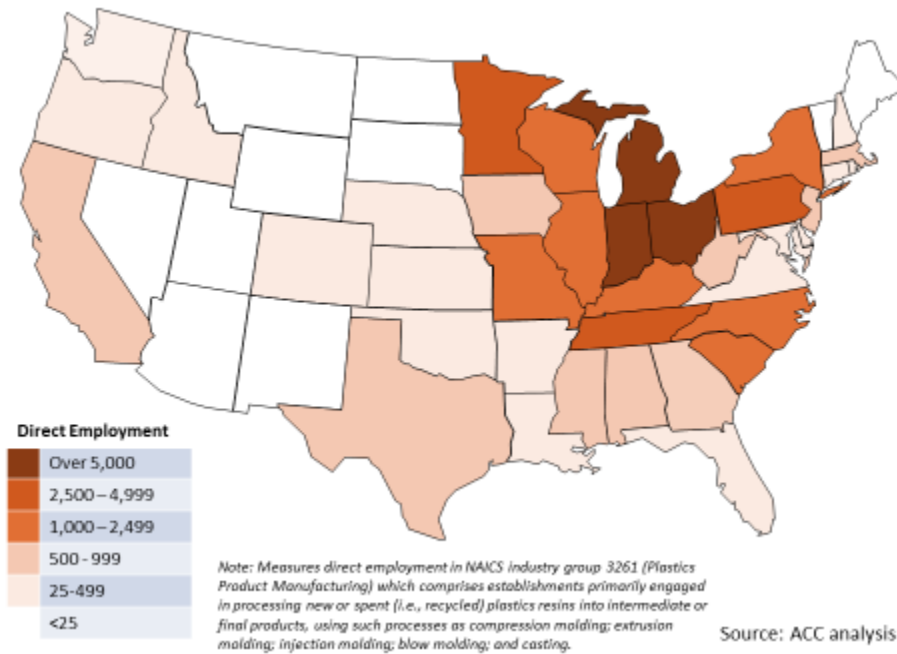 Direct Employment
Over 5,000
2,500 – 4,999
1,000 – 2,499
500 - 999
25-499
<25
Note: Measures direct employment in NAICS industry group 3261 (Plastics
Product Manufacturing) which comprises establishments primarily engaged
in processing new or spent (i.e., recycled) plastics resins into intermediate or
final products, using such processes as compression molding; extrusion
molding; injection molding; blow molding; and casting.
Source: ACC analysis